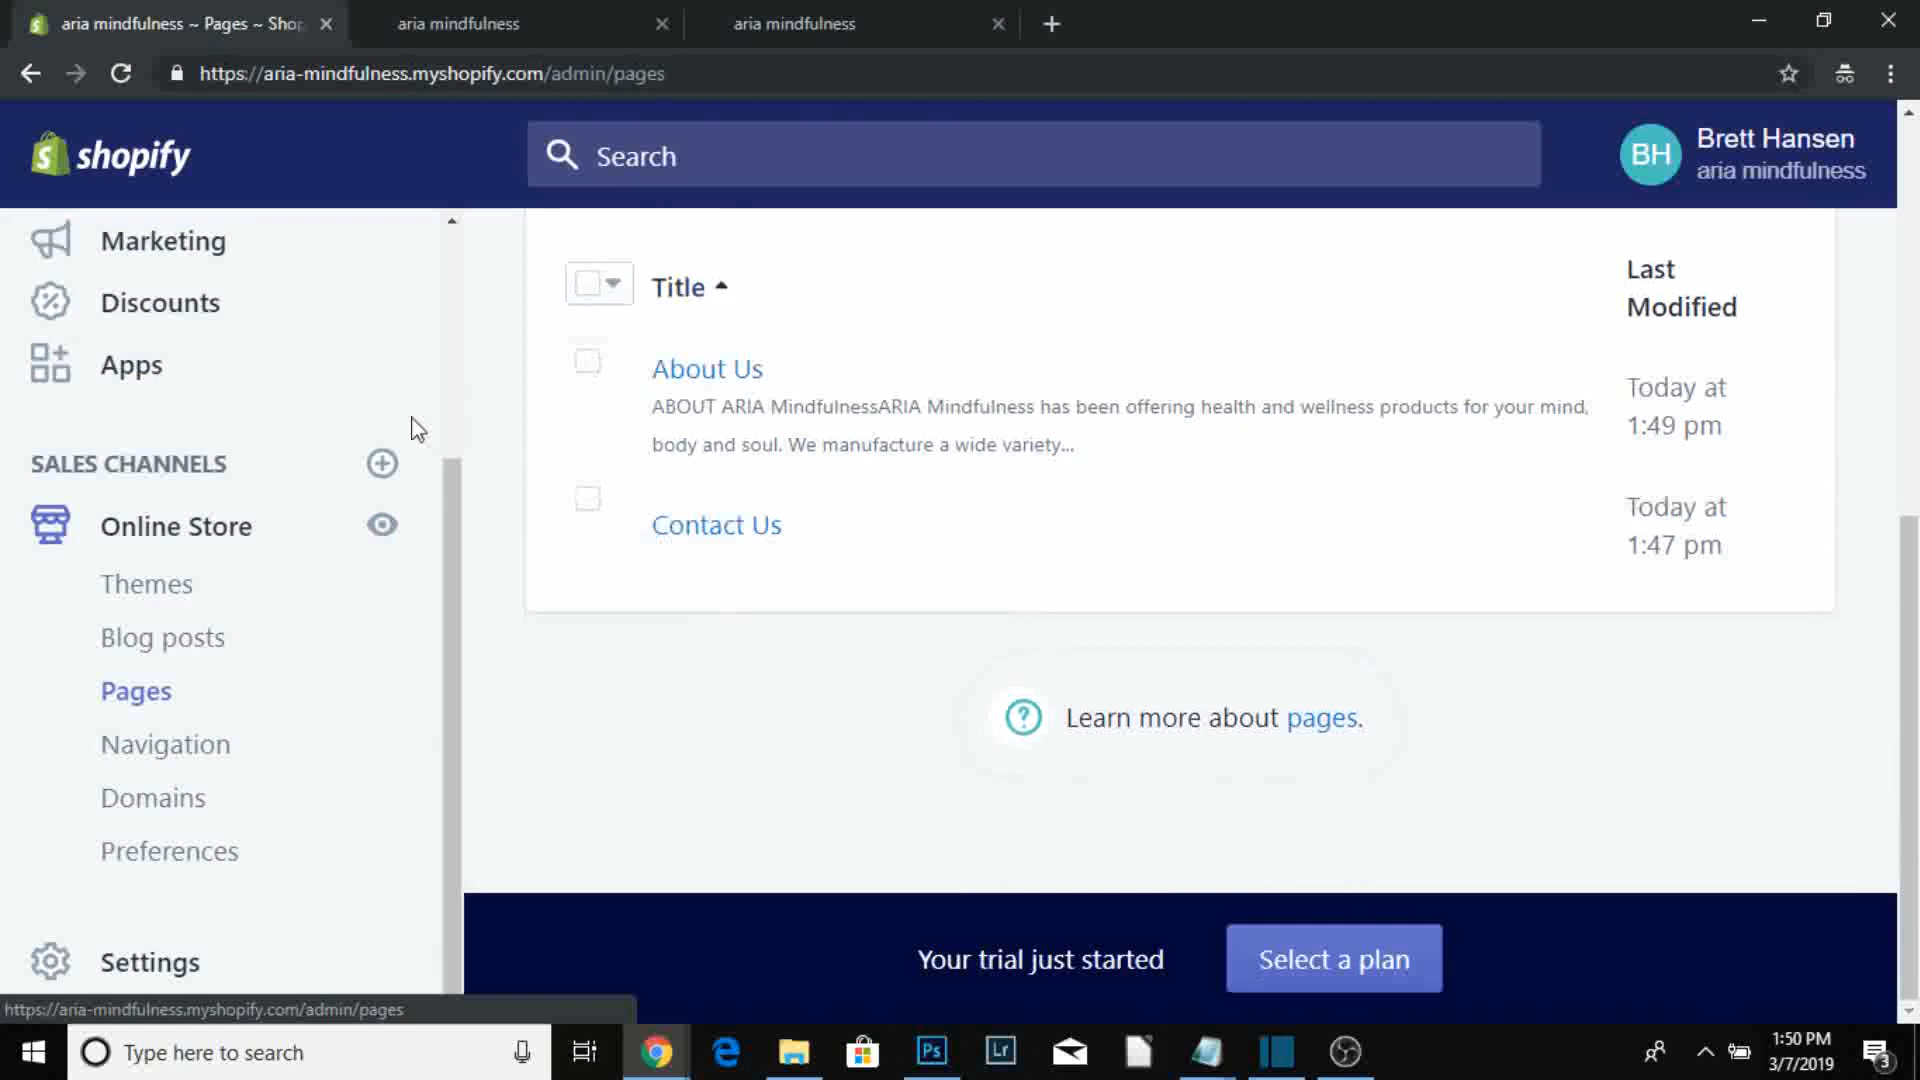 aria mindfulness ~ Pages ~ Shop
aria mindfulness
aria mindfulness
https://aria-mindfulness.myshopify.com/admin/pages
shopify
Search
BH
Brett Hansen
aria mindfulness
Marketing
Discounts
Apps
SALES CHANNELS
Online Store
Themes
Blog posts
Pages
Navigation
Domains
Preferences
Settings
Title
Last
Modified
About Us
ABOUT ARIA MindfulnessARIA Mindfulness has been offering health and wellness products for your mind,
body and soul. We manufacture a wide variety...
Today at
1:49 pm
Contact Us
Today at
1:47 pm
Learn more about pages.
Your trial just started
Select a plan
https://aria-mindfulness.myshopify.com/admin/pages
Type here to search
Ps
Lr
1:50 PM
3/7/2019
3